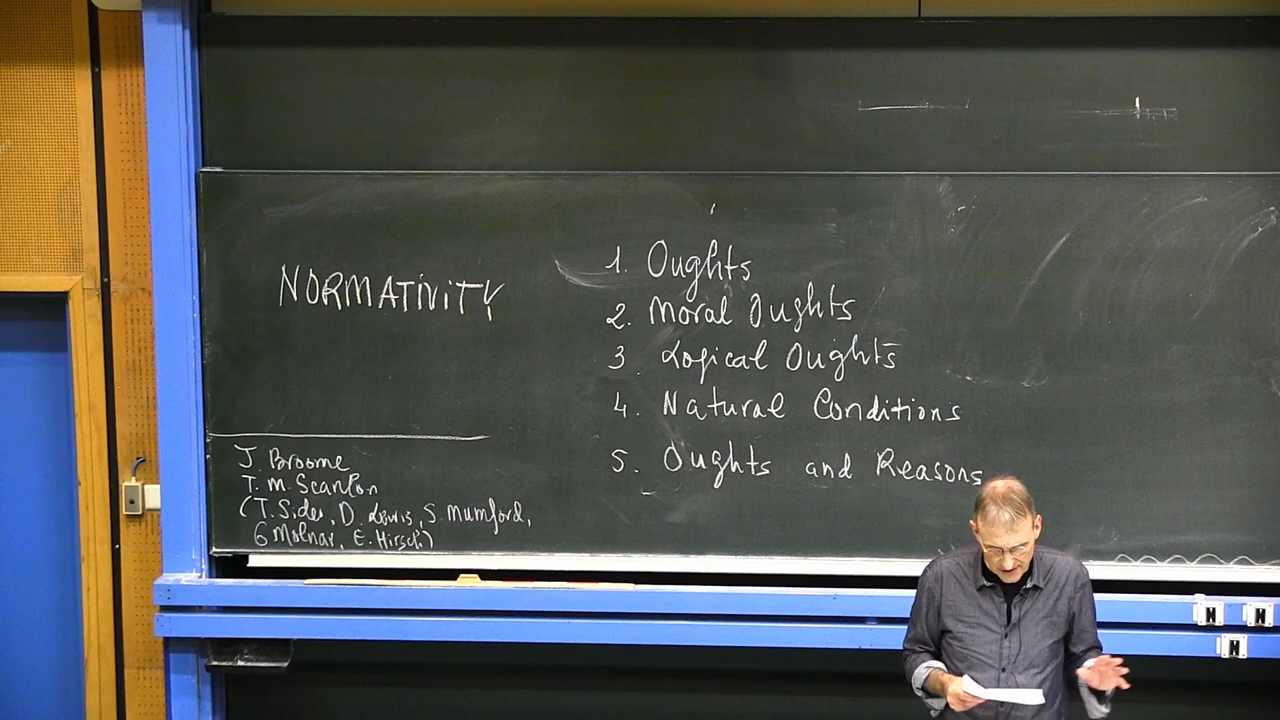 NORMATIVITY
1. Oughts
2. Moral Oughts
3. Logical Oughts
4. Natural Conditions
5. Oughts and Reasons
J. Broome
T. M. Scanlon
(T. Sider, D. Lewis, S. Mumford,
G Molnar, E. Hirsch)
N N
N